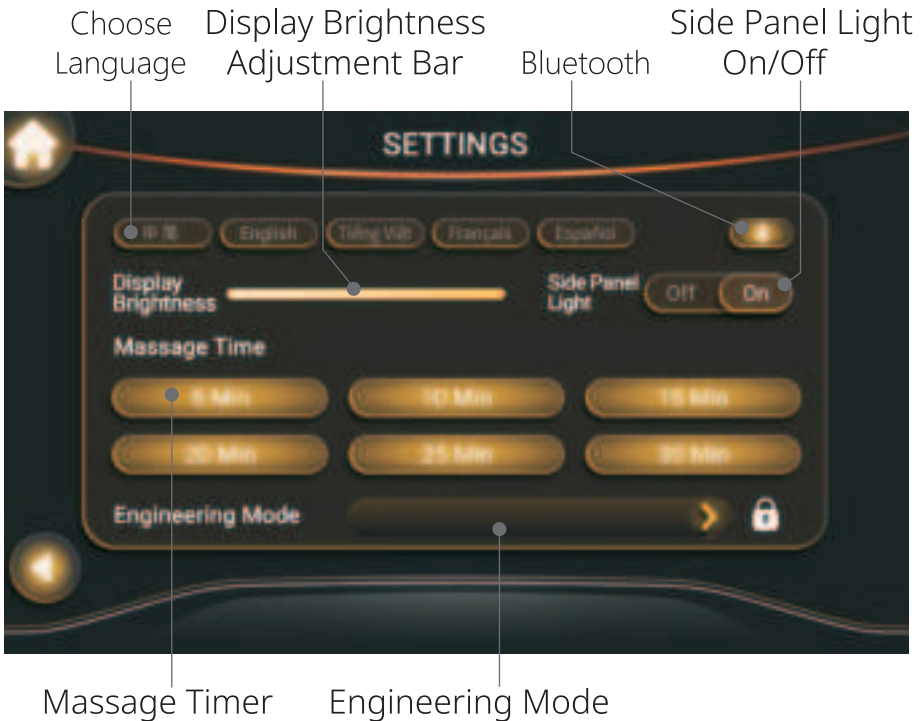 Choose
Language
Display Brightness
Adjustment Bar
Bluetooth
Side Panel Light
On/Off
SETTINGS
English
Tiếng Việt
Français
Español
Display
Brightness
Side Panel
Light
Off
On
Massage Time
5 Min
10 Min
15 Min
20 Min
25 Min
30 Min
Engineering Mode
Massage Timer
Engineering Mode